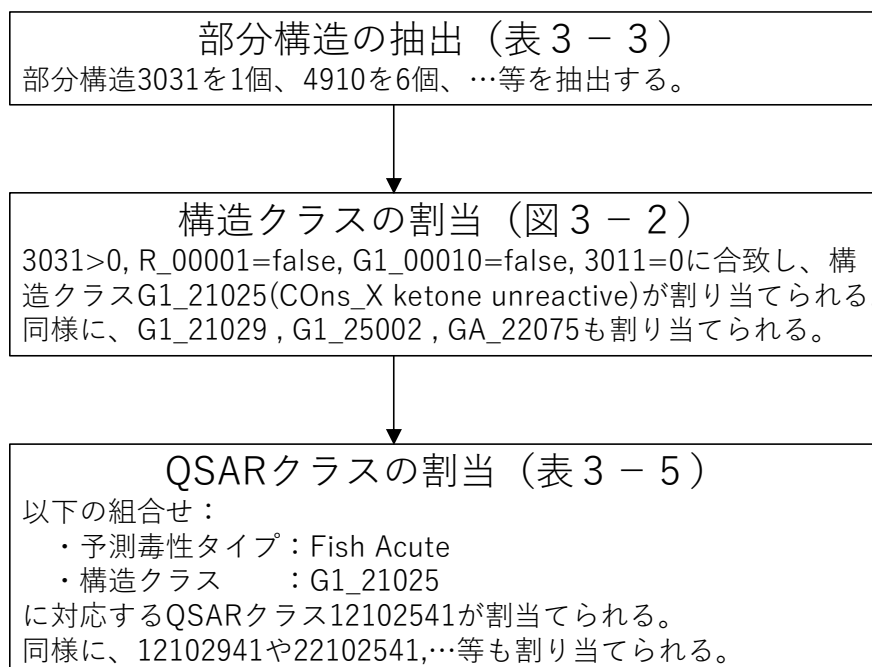 部分構造の抽出（表３－３）
部分構造3031を1個、4910を6個、…等を抽出する。
構造クラスの割当（図３－２）
3031>0, R_00001=false, G1_00010=false, 3011=0に合致し、構
造クラスG1_21025(COns_X ketone unreactive)が割り当てられる
同様に、G1_21029 , G1_25002 , GA_22075も割り当てられる。
QSARクラスの割当（表３－５）
以下の組合せ：
・予測毒性タイプ：Fish Acute
・構造クラス　　：G1_21025
に対応するQSARクラス12102541が割当てられる。
同様に、12102941や22102541,…等も割り当てられる。